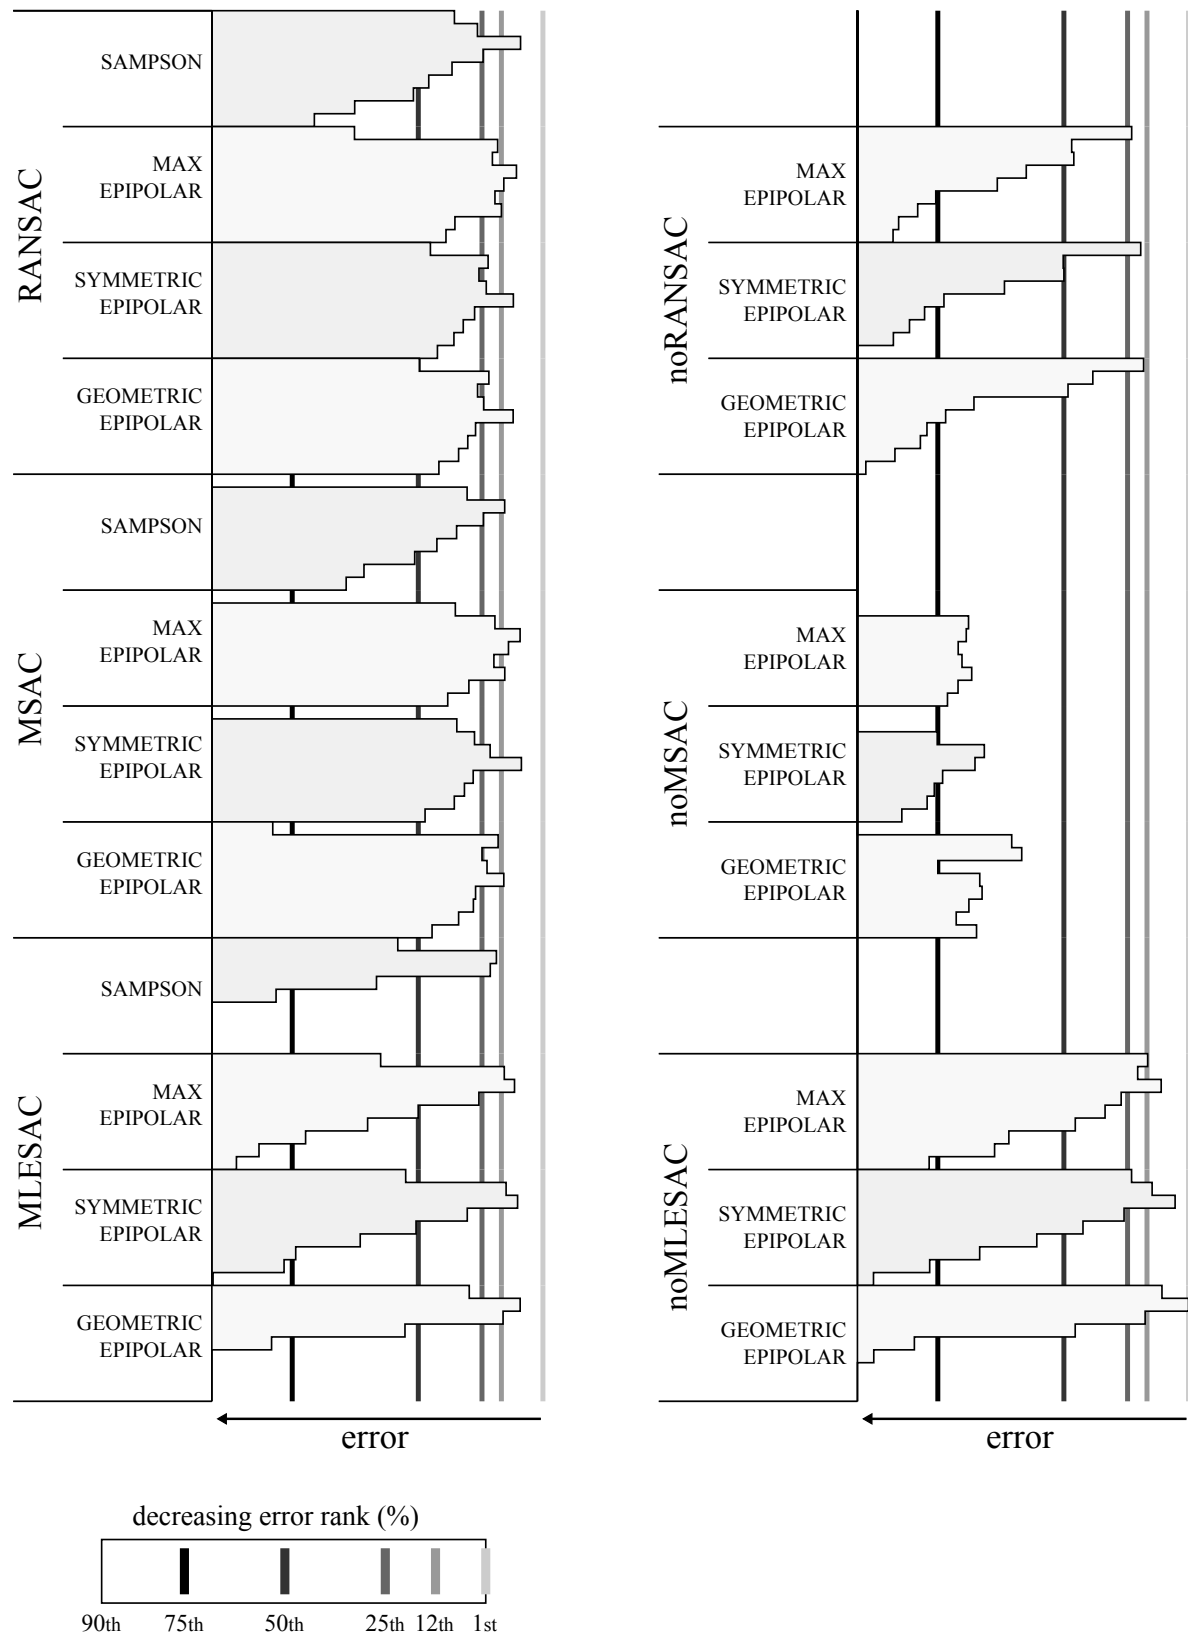 RANSAC
SAMPSON
MAX
EPIPOLAR
SYMMETRIC
EPIPOLAR
GEOMETRIC
EPIPOLAR
MSAC
SAMPSON
MAX
EPIPOLAR
SYMMETRIC
EPIPOLAR
GEOMETRIC
EPIPOLAR
MLESAC
SAMPSON
MAX
EPIPOLAR
SYMMETRIC
EPIPOLAR
GEOMETRIC
EPIPOLAR
error
noRANSAC
MAX
EPIPOLAR
SYMMETRIC
EPIPOLAR
GEOMETRIC
EPIPOLAR
noMSAC
MAX
EPIPOLAR
SYMMETRIC
EPIPOLAR
GEOMETRIC
EPIPOLAR
noMLESAC
MAX
EPIPOLAR
SYMMETRIC
EPIPOLAR
GEOMETRIC
EPIPOLAR
error
decreasing error rank (%)
90th 75th 50th 25th 12th 1st